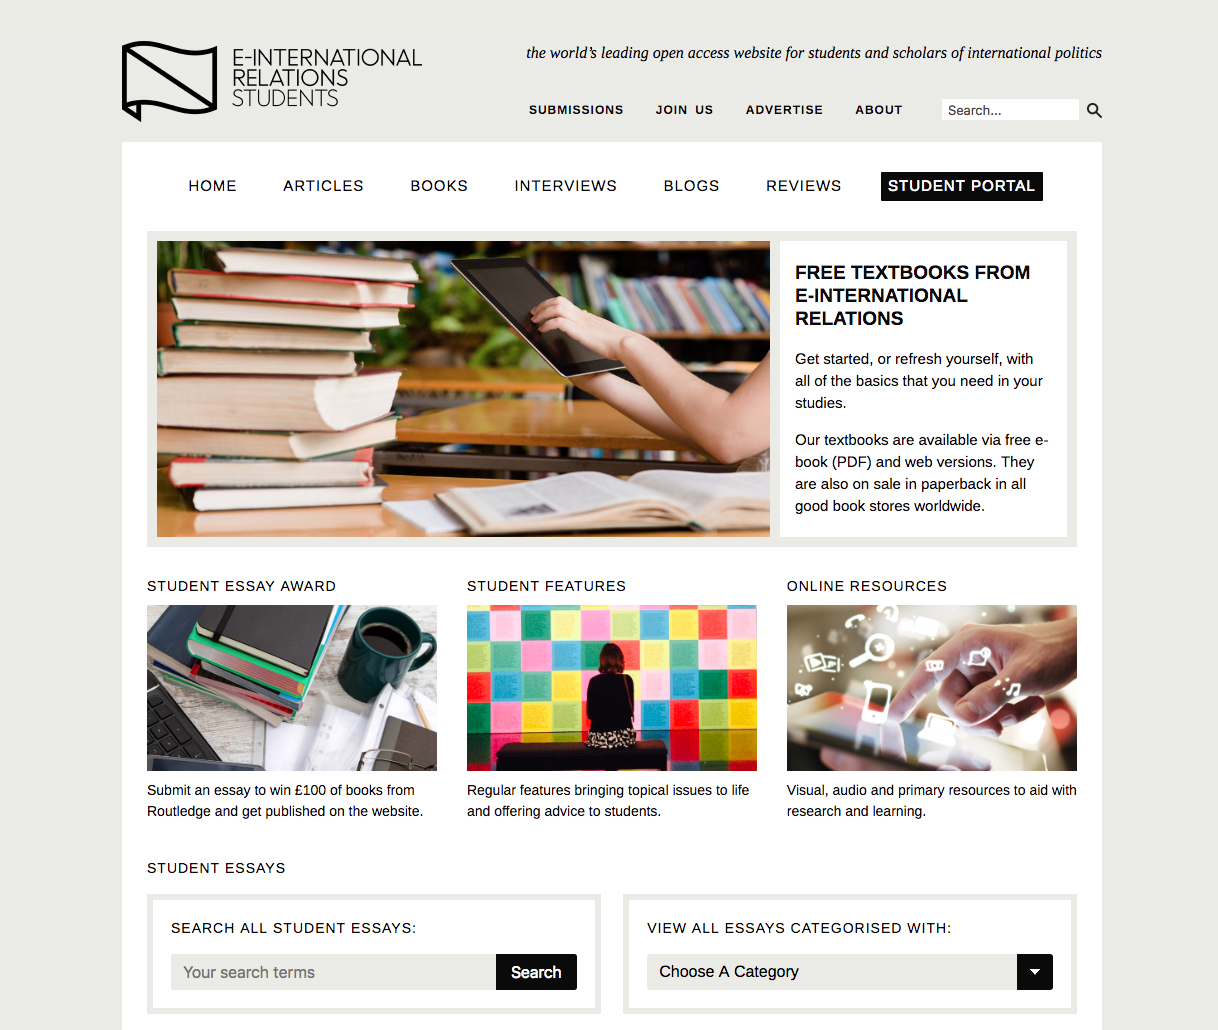 E-INTERNATIONAL
RELATIONS
STUDENTS
the world’s leading open access website for students and scholars of international politics
SUBMISSIONS JOIN US ADVERTISE ABOUT Search...
HOME ARTICLES BOOKS INTERVIEWS BLOGS REVIEWS STUDENT PORTAL
FREE TEXTBOOKS FROM
E-INTERNATIONAL
RELATIONS
Get started, or refresh yourself, with
all of the basics that you need in your
studies.
Our textbooks are available via free e-
book (PDF) and web versions. They
are also on sale in paperback in all
good book stores worldwide.
STUDENT ESSAY AWARD
Submit an essay to win £100 of books from
Routledge and get published on the website.
STUDENT FEATURES
Regular features bringing topical issues to life
and offering advice to students.
ONLINE RESOURCES
Visual, audio and primary resources to aid with
research and learning.
STUDENT ESSAYS
SEARCH ALL STUDENT ESSAYS:
Your search terms Search
VIEW ALL ESSAYS CATEGORISED WITH:
Choose A Category